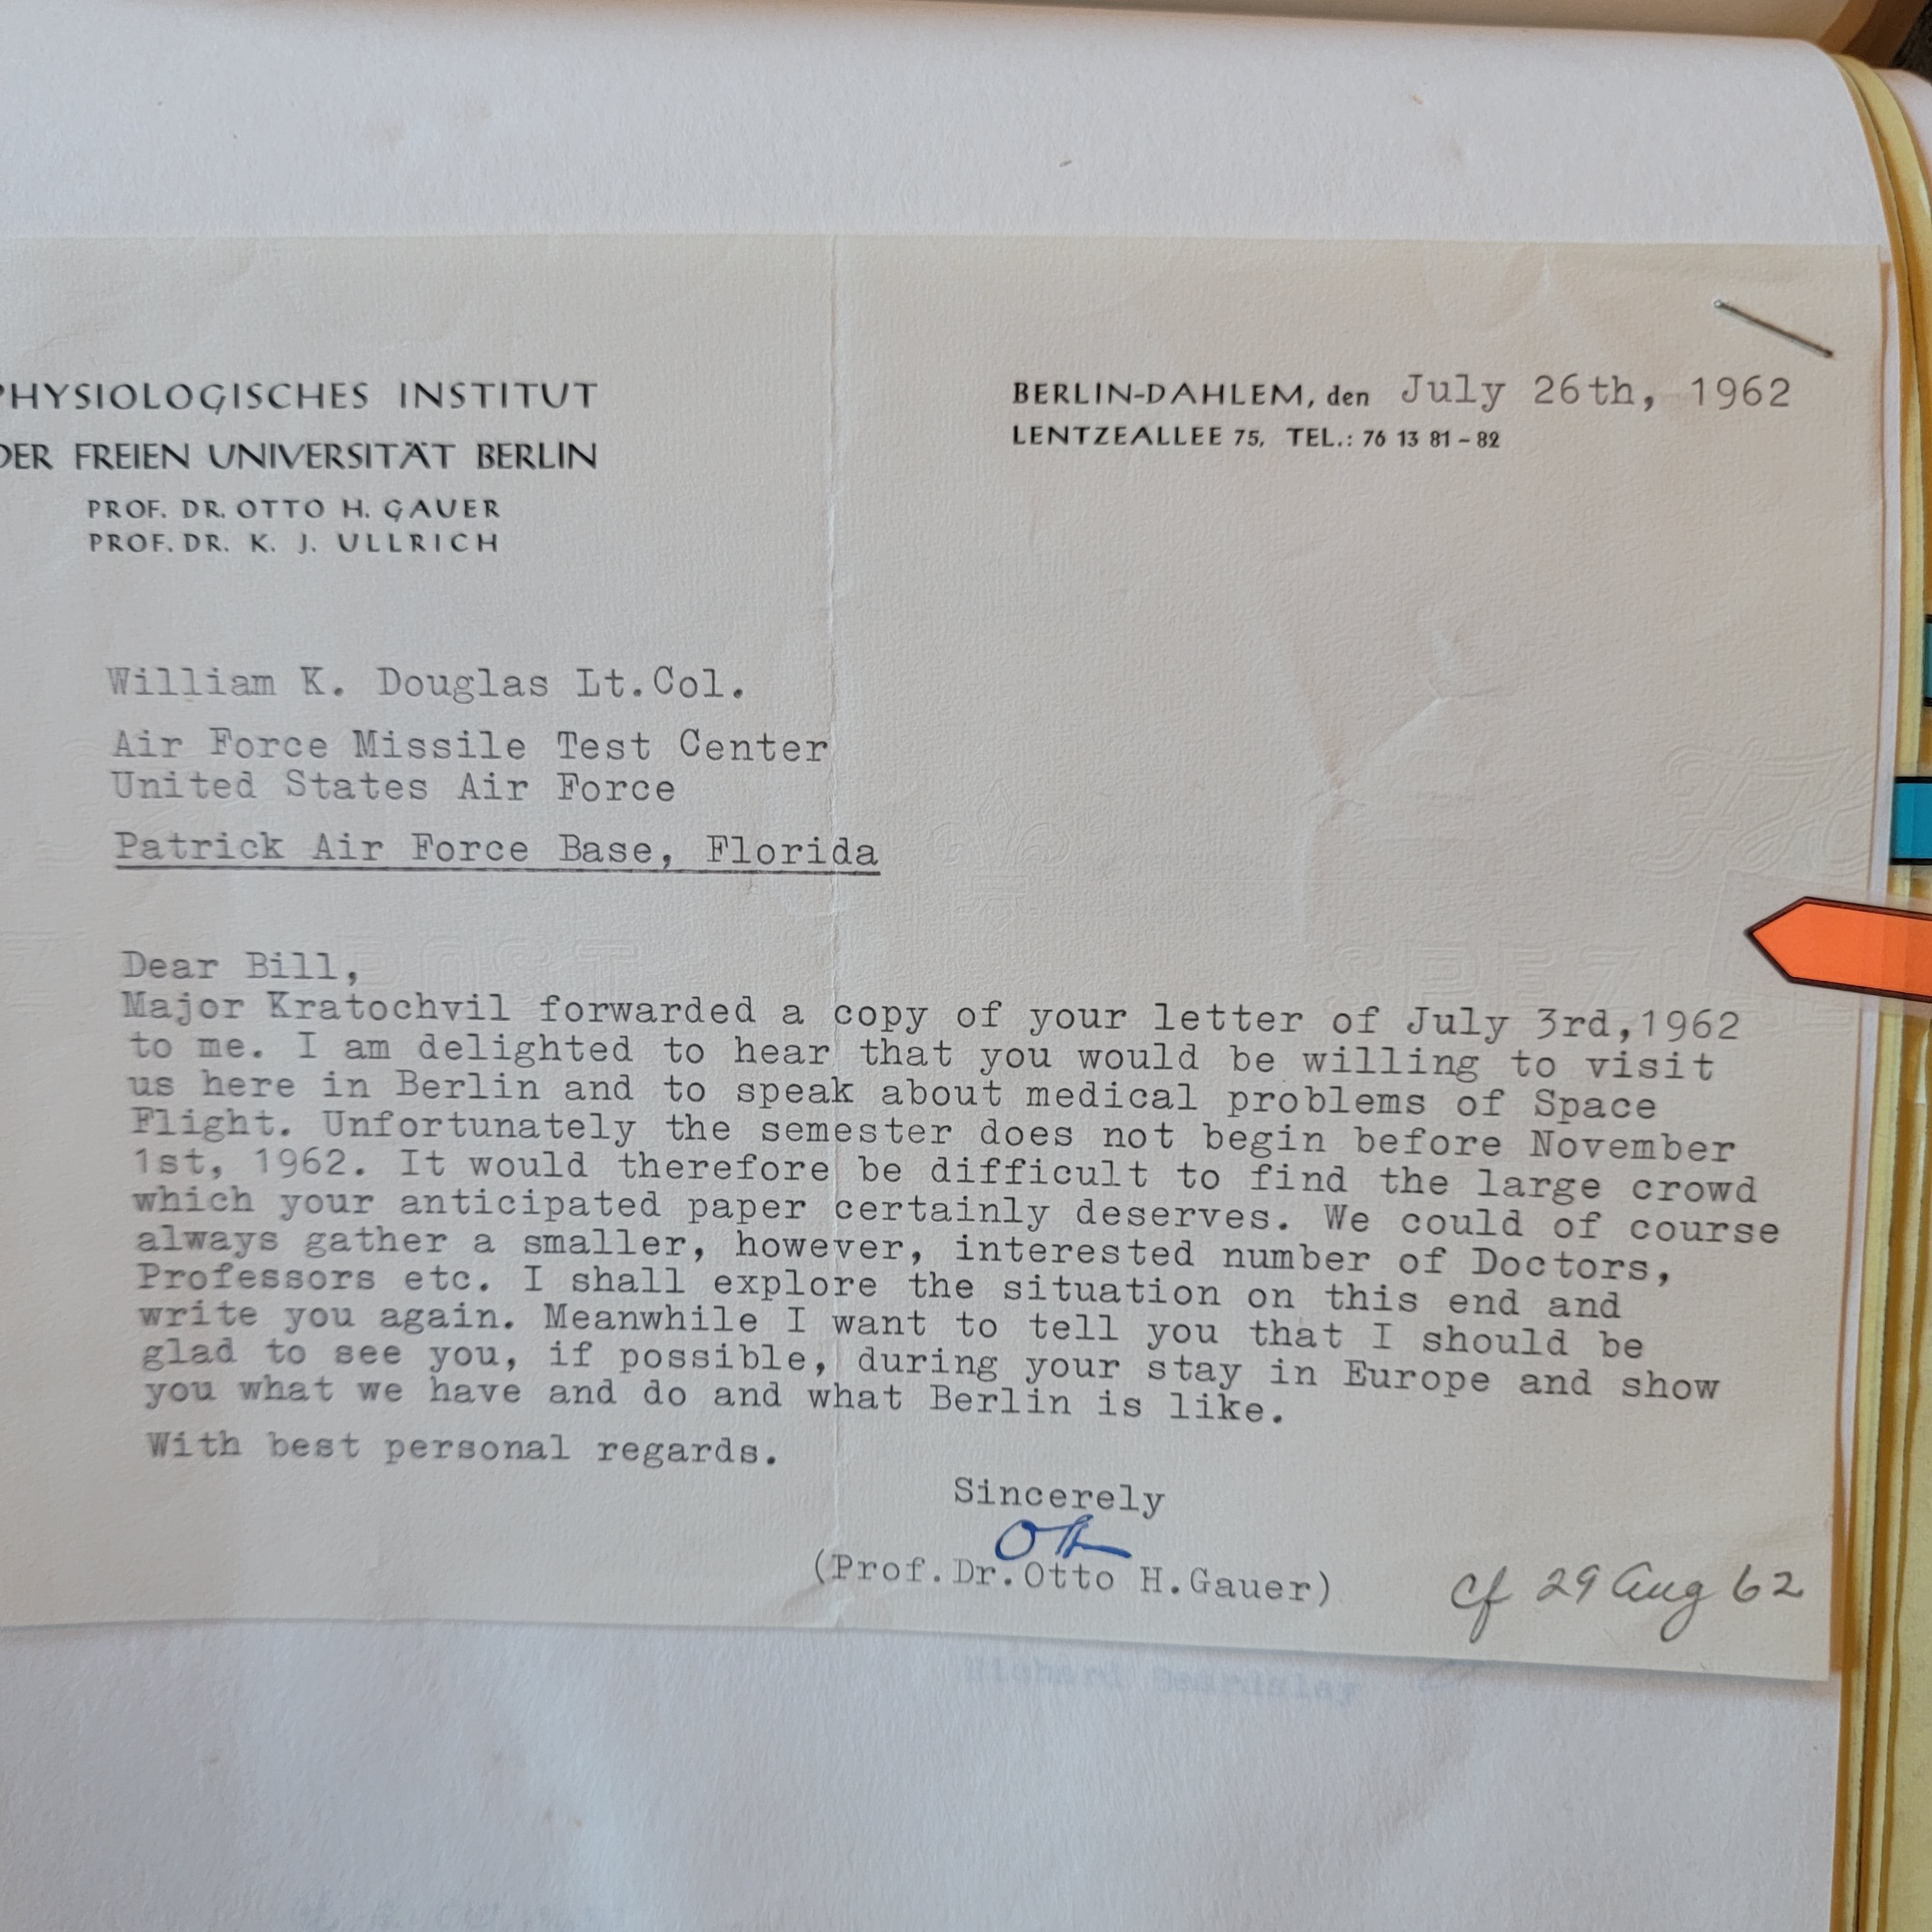 PHYSIOLOGISCHES INSTITUT
DER FREIEN UNIVERSITÄT BERLIN
PROF. DR. OTTO H. GAUER
PROF. DR. K. J. ULLRICH
BERLIN-DAHLEM, den July 26th, 1962
LENTZEALLEE 75, TEL.: 76 13 81 – 82
William K. Douglas Lt.Col.
Air Force Missile Test Center
United States Air Force
Patrick Air Force Base, Florida
Dear Bill,
Major Kratochvil forwarded a copy of your letter of July 3rd,1962
to me. I am delighted to hear that you would be willing to visit
us here in Berlin and to speak about medical problems of Space
Flight. Unfortunately the semester does not begin before November
1st, 1962. It would therefore be difficult to find the large crowd
which your anticipated paper certainly deserves. We could of course
always gather a smaller, however, interested number of Doctors,
Professors etc. I shall explore the situation on this end and
write you again. Meanwhile I want to tell you that I should be
glad to see you, if possible, during your stay in Europe and show
you what we have and do and what Berlin is like.
With best personal regards.
Sincerely
(Prof.Dr.Otto H.Gauer)
cf 29 Aug 62
Richard Beardsley